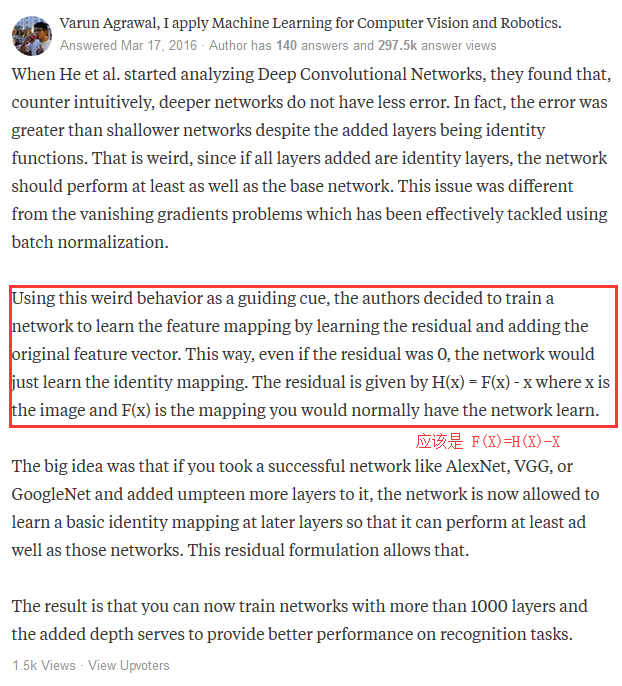 Varun Agrawal, I apply Machine Learning for Computer Vision and Robotics.
Answered Mar 17, 2016 · Author has 140 answers and 297.5k answer views
When He et al. started analyzing Deep Convolutional Networks, they found that,
counter intuitively, deeper networks do not have less error. In fact, the error was
greater than shallower networks despite the added layers being identity
functions. That is weird, since if all layers added are identity layers, the network
should perform at least as well as the base network. This issue was different
from the vanishing gradients problems which has been effectively tackled using
batch normalization.
Using this weird behavior as a guiding cue, the authors decided to train a
network to learn the feature mapping by learning the residual and adding the
original feature vector. This way, even if the residual was 0, the network would
just learn the identity mapping. The residual is given by H(x) = F(x) - x where x is
the image and F(x) is the mapping you would normally have the network learn.
应该是 F(X)=H(X)-X
The big idea was that if you took a successful network like AlexNet, VGG, or
GoogleNet and added umpteen more layers to it, the network is now allowed to
learn a basic identity mapping at later layers so that it can perform at least ad
well as those networks. This residual formulation allows that.
The result is that you can now train networks with more than 1000 layers and
the added depth serves to provide better performance on recognition tasks.
1.5k Views · View Upvoters